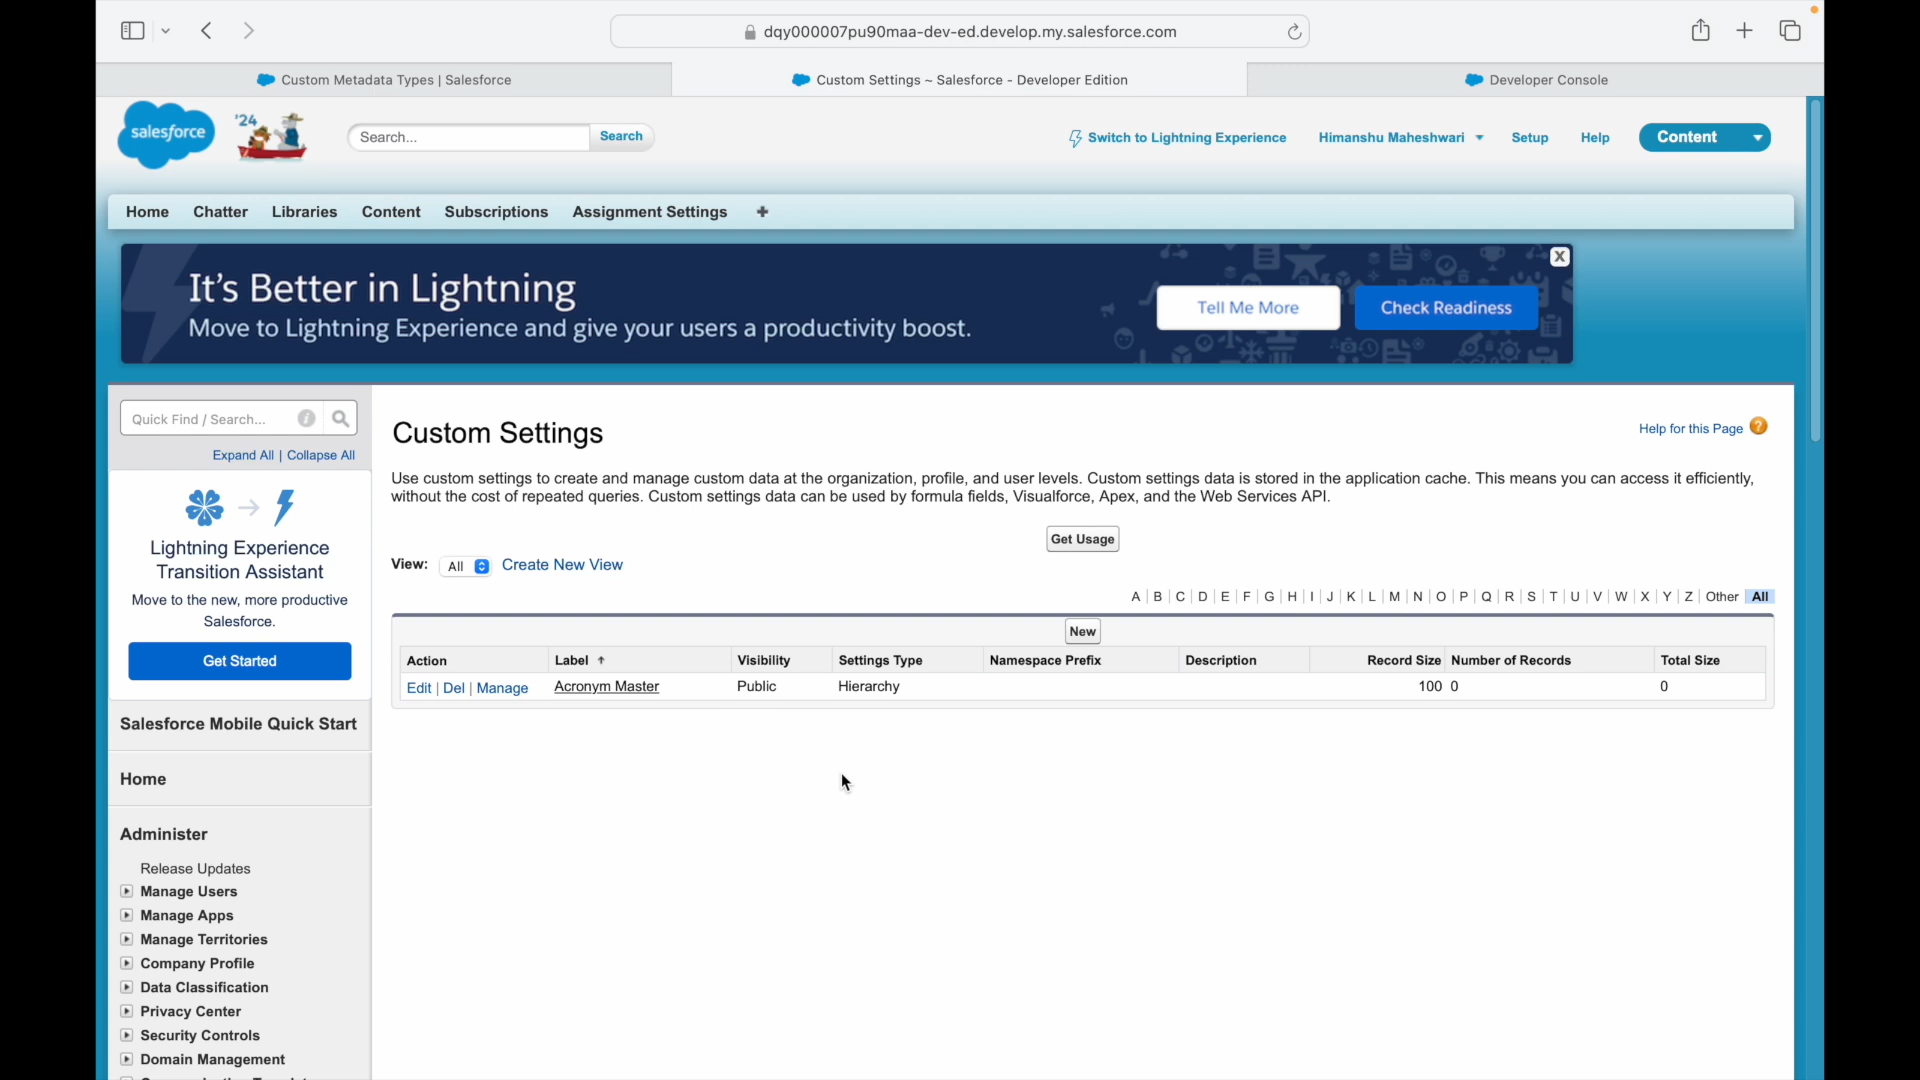 dqy000007pu90maa-dev-ed.develop.my.salesforce.com
Custom Metadata Types | Salesforce
Custom Settings ~ Salesforce - Developer Edition
Developer Console
salesforce
'24
Search...
Search
Switch to Lightning Experience
Himanshu Maheshwari
Setup
Help
Content
Home
Chatter
Libraries
Content
Subscriptions
Assignment Settings
+
It's Better in Lightning
Move to Lightning Experience and give your users a productivity boost.
Tell Me More
Check Readiness
X
Quick Find / Search...
Expand All | Collapse All
Lightning Experience
Transition Assistant
Move to the new, more productive
Salesforce.
Get Started
Salesforce Mobile Quick Start
Home
Administer
Release Updates
Manage Users
Manage Apps
Manage Territories
Company Profile
Data Classification
Privacy Center
Security Controls
Domain Management
Custom Settings
Help for this Page ?
Use custom settings to create and manage custom data at the organization, profile, and user levels. Custom settings data is stored in the application cache. This means you can access it efficiently,
without the cost of repeated queries. Custom settings data can be used by formula fields, Visualforce, Apex, and the Web Services API.
Get Usage
View: All Create New View
A | B | C | D | E | F | G | H | I | J | K | L | M | N | O | P | Q | R | S | T | U | V | W | X | Y | Z | Other | All
New
Action Label ↑ Visibility Settings Type Namespace Prefix Description Record Size Number of Records Total Size
Edit | Del | Manage Acronym Master Public Hierarchy 100 0 0